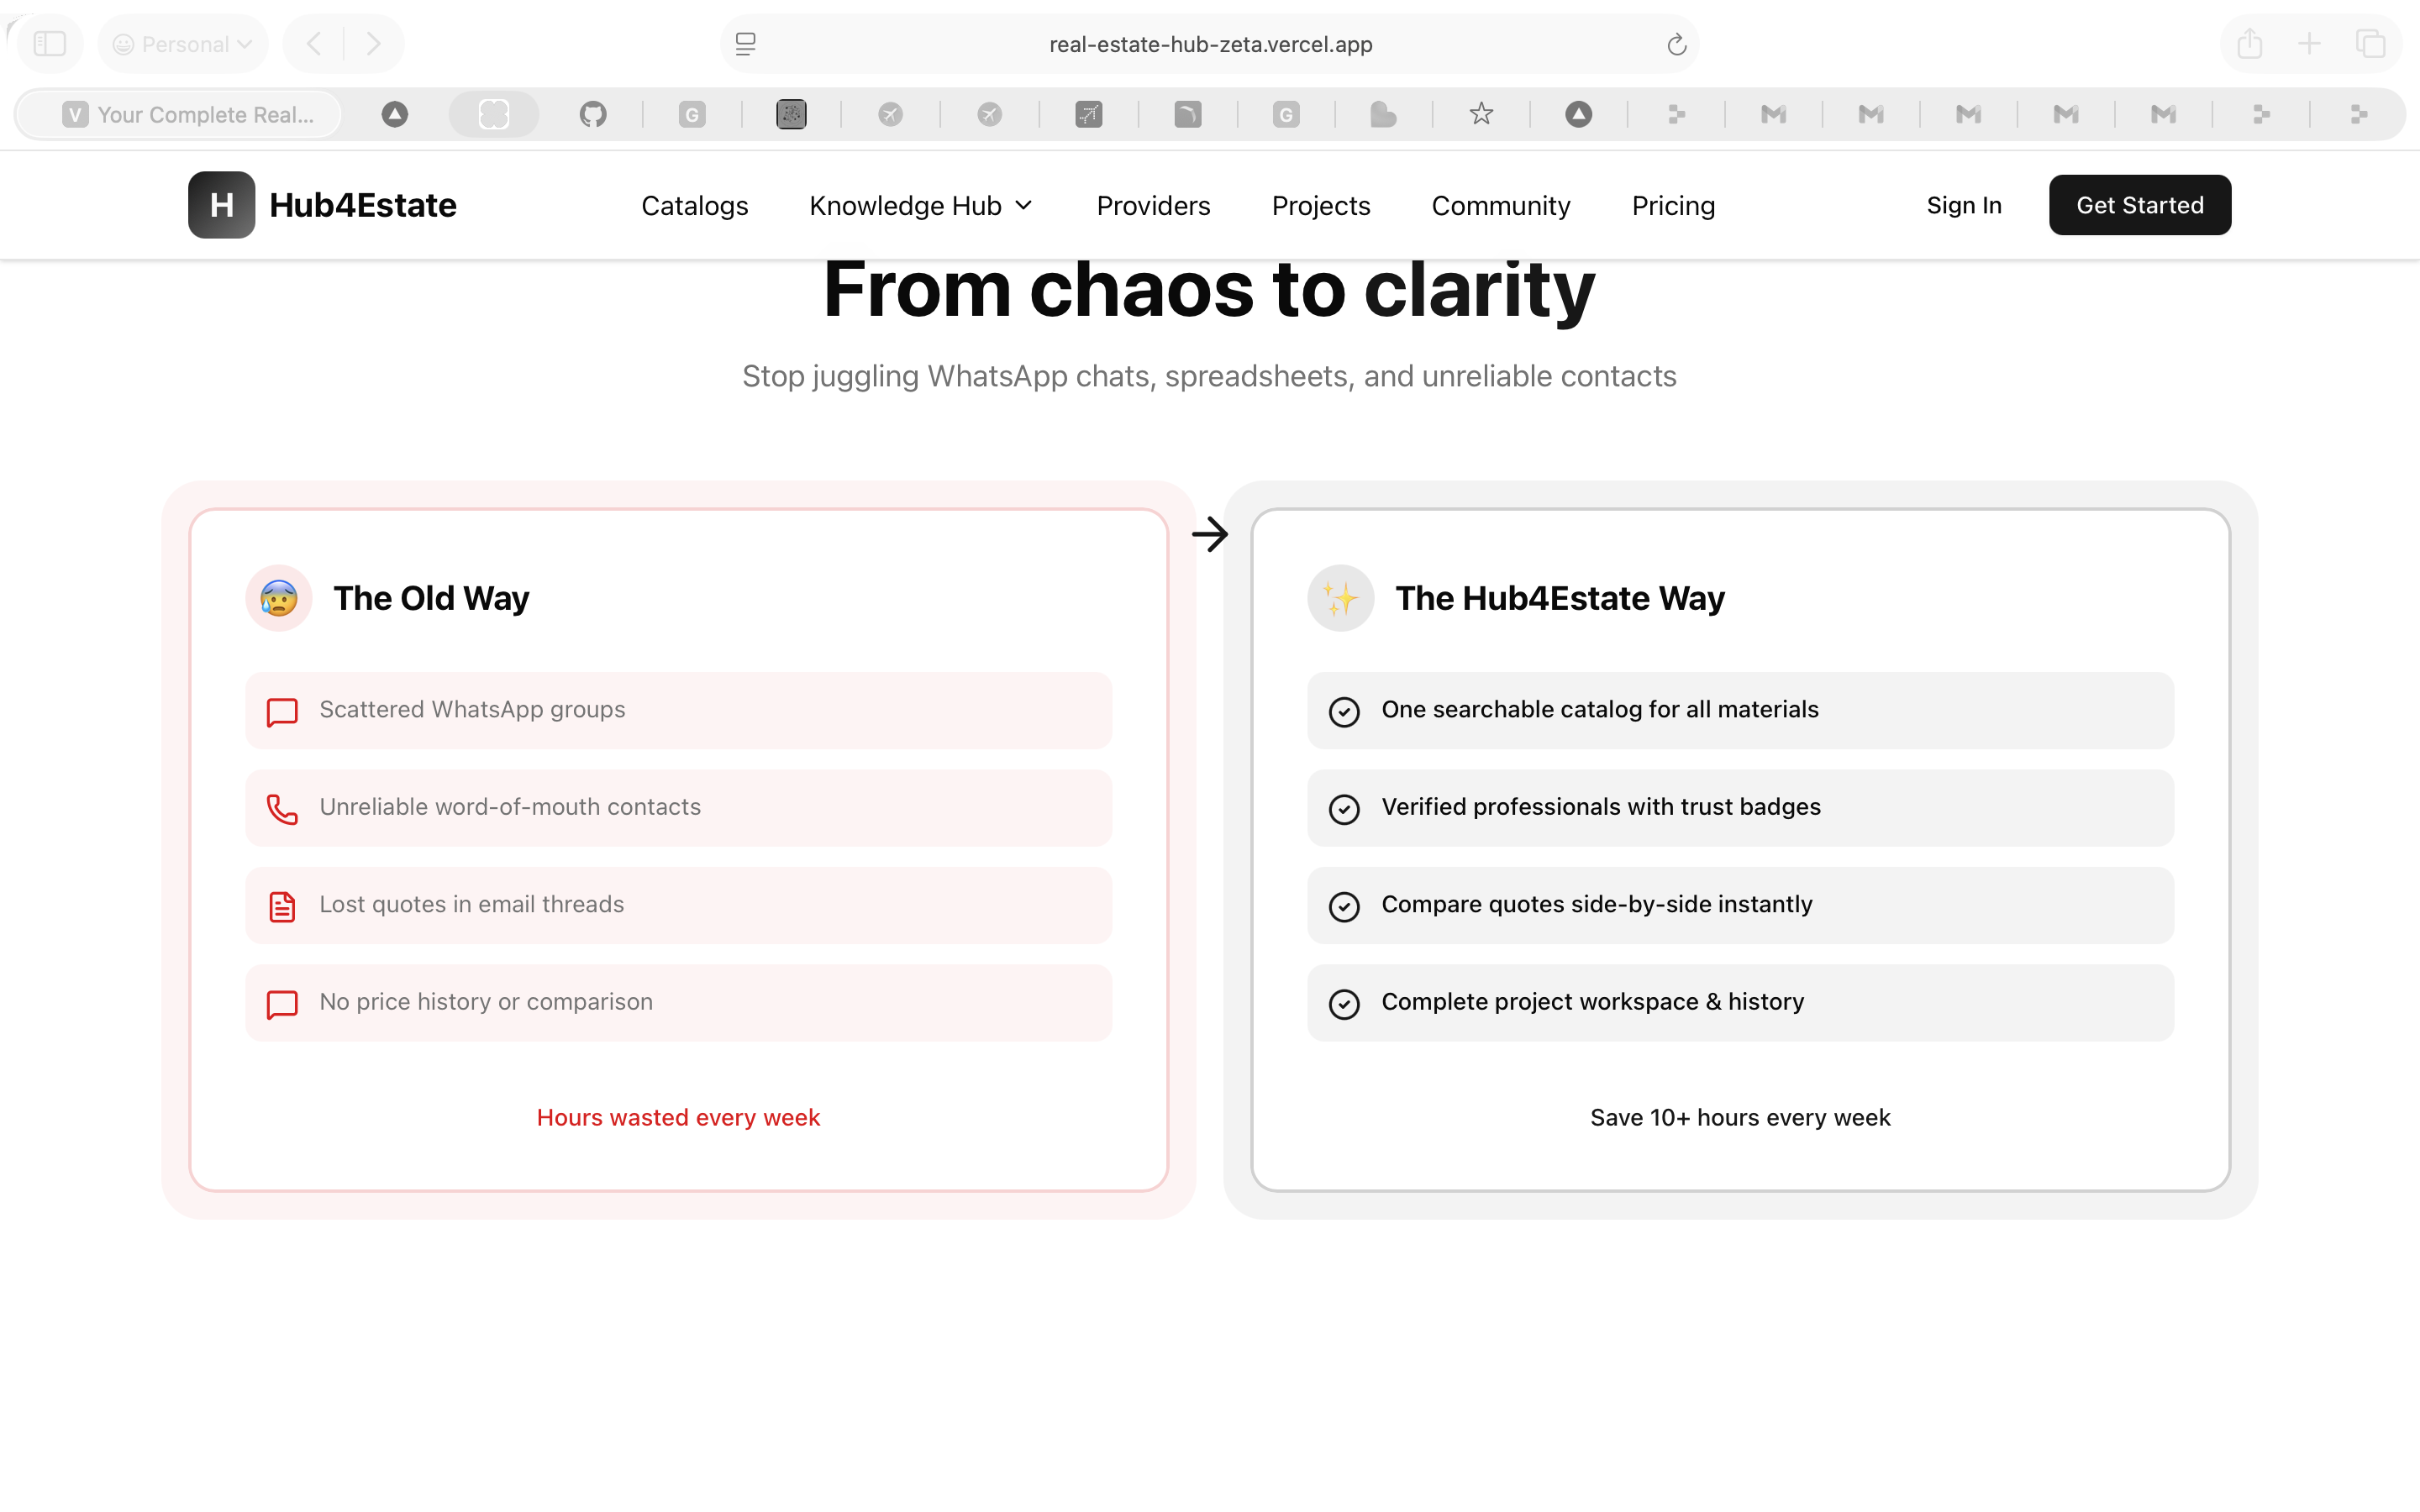 Personal
real-estate-hub-zeta.vercel.app
V Your Complete Real...
G
G
H Hub4Estate
Catalogs
Knowledge Hub
Providers
Projects
Community
Pricing
Sign In
Get Started
From chaos to clarity
Stop juggling WhatsApp chats, spreadsheets, and unreliable contacts
The Old Way
Scattered WhatsApp groups
Unreliable word-of-mouth contacts
Lost quotes in email threads
No price history or comparison
Hours wasted every week
The Hub4Estate Way
One searchable catalog for all materials
Verified professionals with trust badges
Compare quotes side-by-side instantly
Complete project workspace & history
Save 10+ hours every week